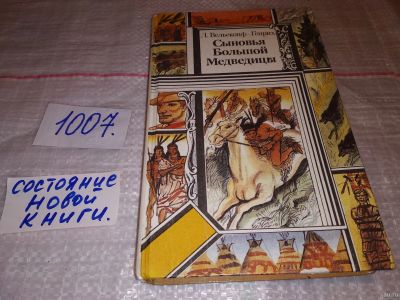 Л. Вельскопф-Генрих
Сыновья
Большой
Медведицы
1007.
СОСТОЯНИЕ
НОВОЙ
КНИГИ.